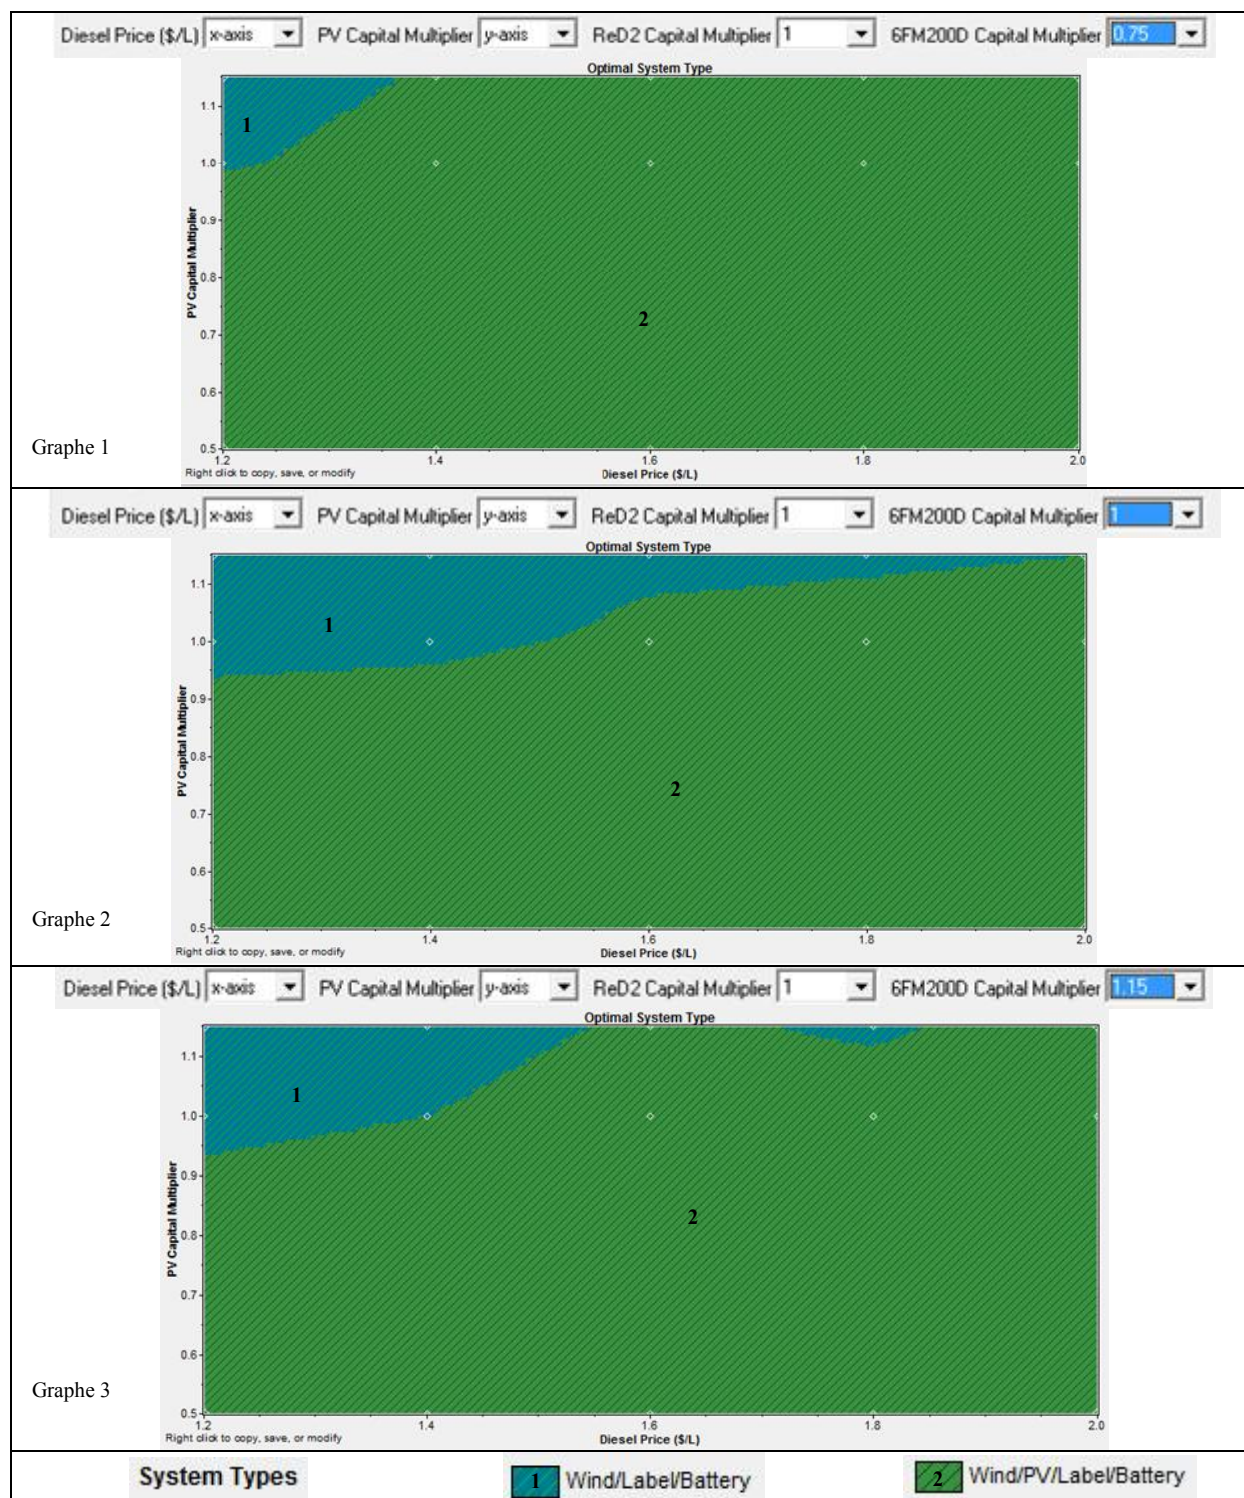 Diesel Price ($/L) x-axis PV Capital Multiplier y-axis ReD2 Capital Multiplier 1 6FM200D Capital Multiplier 0.75
Optimal System Type
1.1
1
1.0
0.9
PV Capital Multiplier
0.8
2
0.7
0.6
Graphe 1
0.5
1.2 1.4 1.6 1.8 2.0
Right click to copy, save, or modify Diesel Price ($/L)
Diesel Price ($/L) x-axis PV Capital Multiplier y-axis ReD2 Capital Multiplier 1 6FM200D Capital Multiplier 1
Optimal System Type
1.1
1
1.0
0.9
PV Capital Multiplier
0.8
2
0.7
0.6
Graphe 2
0.5
1.2 1.4 1.6 1.8 2.0
Right click to copy, save, or modify Diesel Price ($/L)
Diesel Price ($/L) x-axis PV Capital Multiplier y-axis ReD2 Capital Multiplier 1 6FM200D Capital Multiplier 1.15
Optimal System Type
1.1
1
1.0
0.9
PV Capital Multiplier
2
0.8
0.7
0.6
Graphe 3
0.5
1.2 1.4 1.6 1.8 2.0
Right click to copy, save, or modify Diesel Price ($/L)
System Types 1 Wind/Label/Battery 2 Wind/PV/Label/Battery